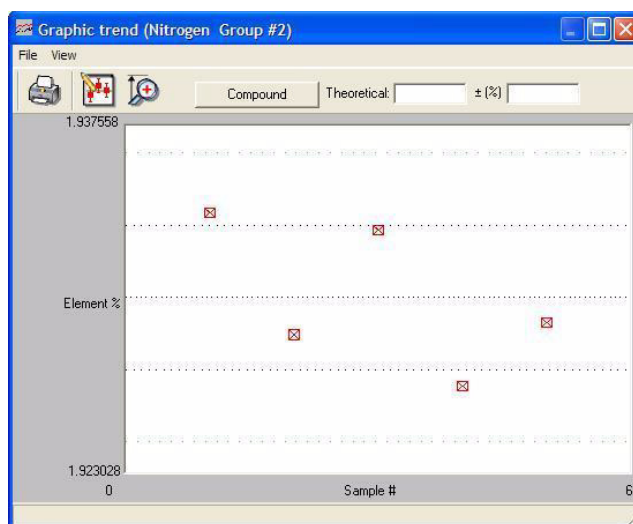 Graphic trend (Nitrogen Group #2)
File View
Compound Theoretical: ± (%)
1.937558
Element %
1.923028
0 Sample # 6